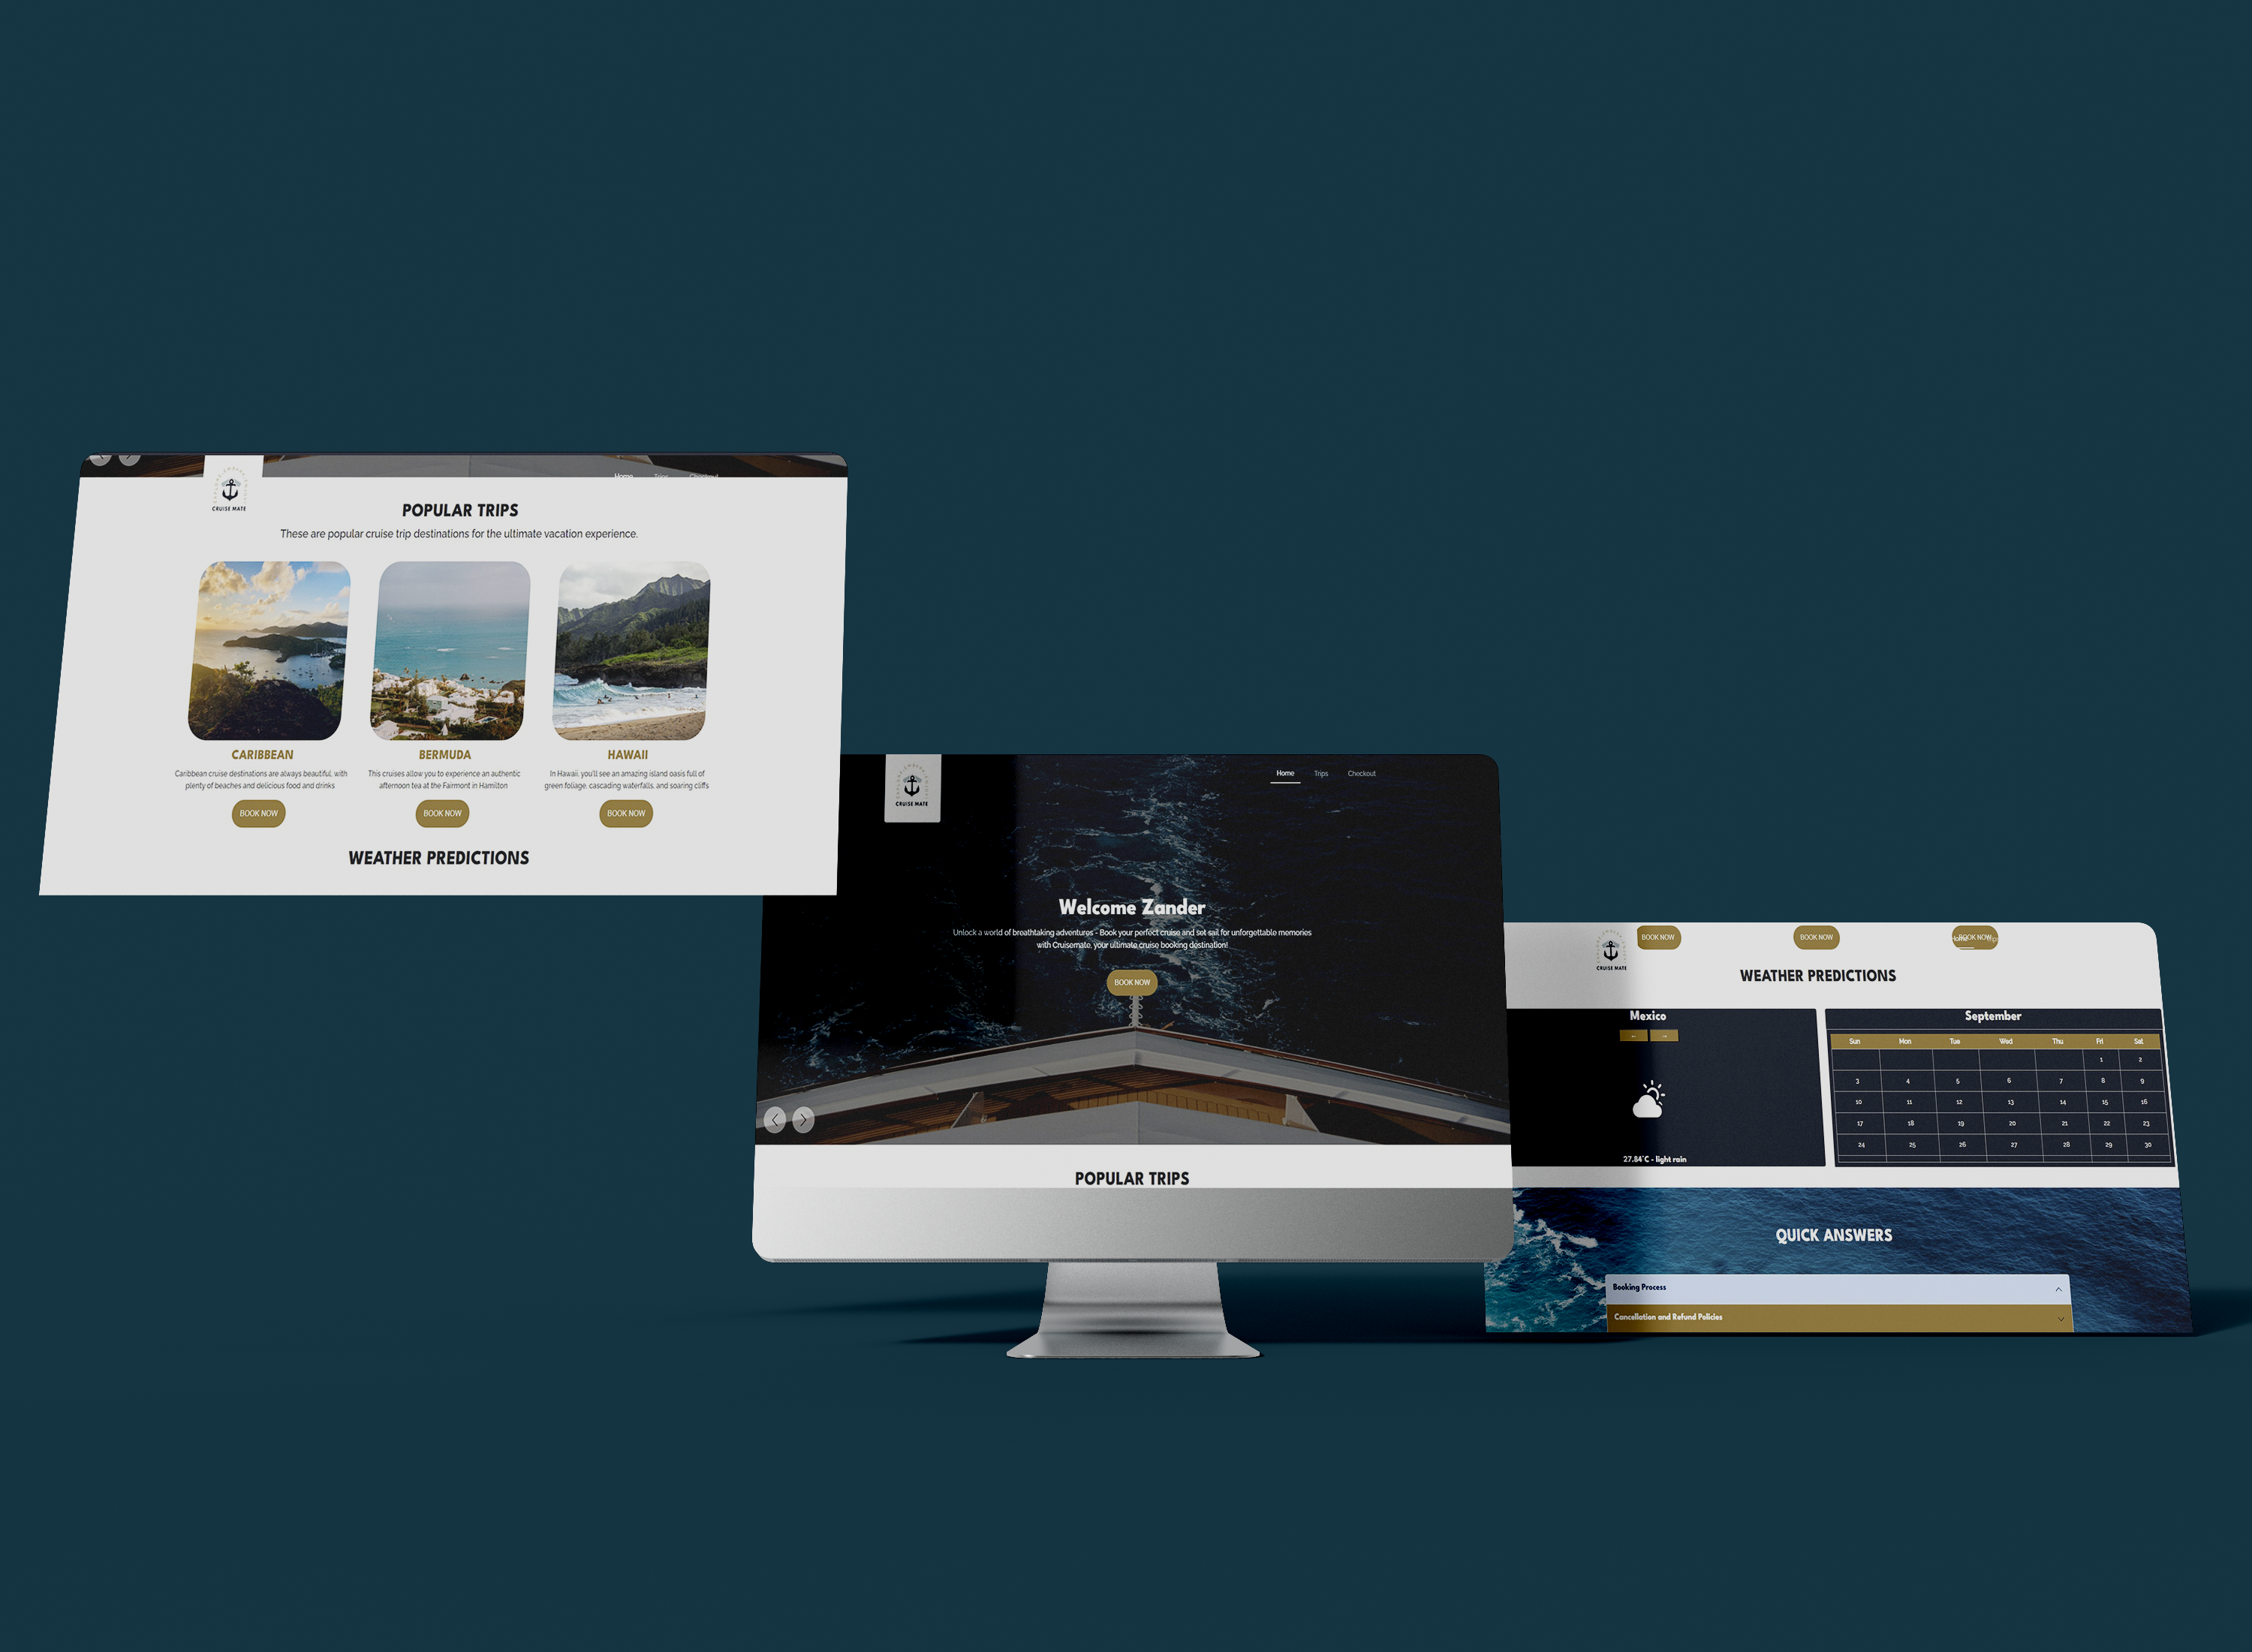 Home Trips Checkout
CRUISE MATE
POPULAR TRIPS
These are popular cruise trip destinations for the ultimate vacation experience.
CARIBBEAN
Caribbean cruise destinations are always beautiful, with
plenty of beaches and delicious food and drinks
BOOK NOW
BERMUDA
This cruises allow you to experience an authentic
afternoon tea at the Fairmont in Hamilton
BOOK NOW
HAWAII
In Hawaii, you'll see an amazing island oasis full of
green foliage, cascading waterfalls, and soaring cliffs
BOOK NOW
WEATHER PREDICTIONS
CRUISE MATE
Home Trips Checkout
Welcome Zander
Unlock a world of breathtaking adventures - Book your perfect cruise and set sail for unforgettable memories
with Cruisemate, your ultimate cruise booking destination!
BOOK NOW
POPULAR TRIPS
CRUISE MATE
BOOK NOW BOOK NOW BOOK NOW
WEATHER PREDICTIONS
Mexico
27.84°C - light rain
September
Sun Mon Tue Wed Thu Fri Sat
1 2
3 4 5 6 7 8 9
10 11 12 13 14 15 16
17 18 19 20 21 22 23
24 25 26 27 28 29 30
QUICK ANSWERS
Booking Process
Cancellation and Refund Policies